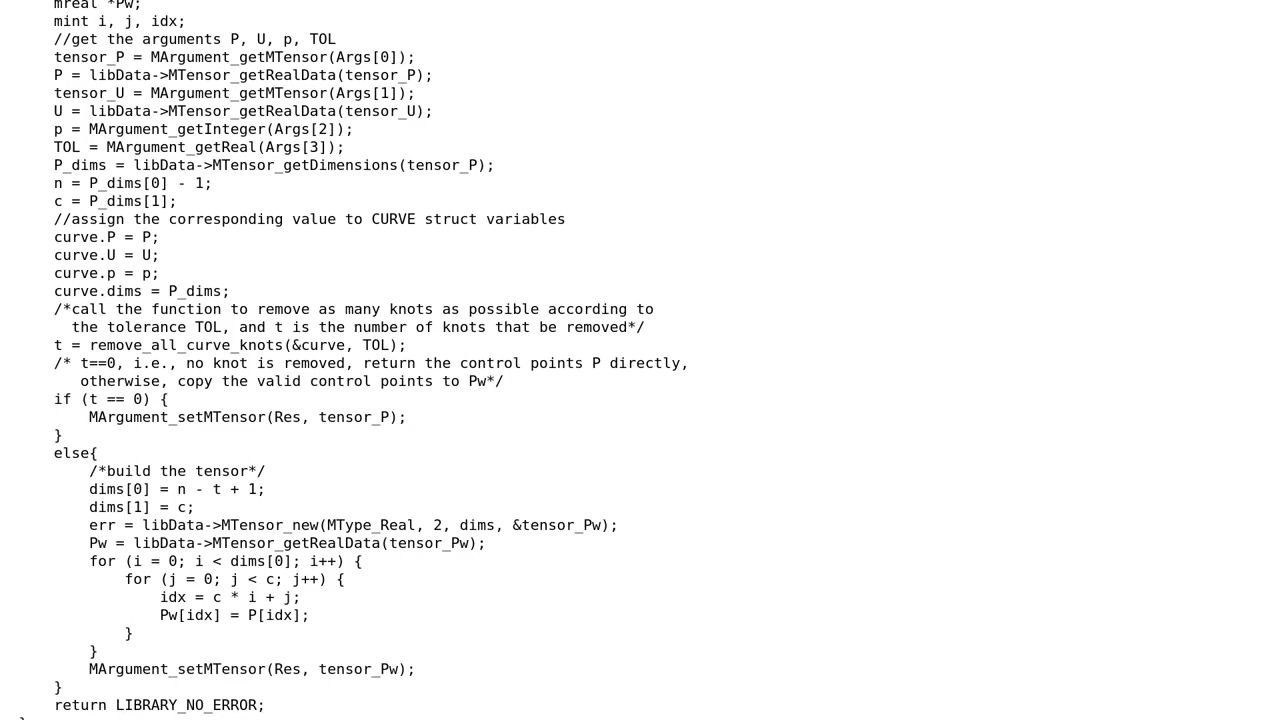 mreal *Pw;
mint i, j, idx;
//get the arguments P, U, p, TOL
tensor_P = MArgument_getMTensor(Args[0]);
P = libData->MTensor_getRealData(tensor_P);
tensor_U = MArgument_getMTensor(Args[1]);
U = libData->MTensor_getRealData(tensor_U);
p = MArgument_getInteger(Args[2]);
TOL = MArgument_getReal(Args[3]);
P_dims = libData->MTensor_getDimensions(tensor_P);
n = P_dims[0] - 1;
c = P_dims[1];
//assign the corresponding value to CURVE struct variables
curve.P = P;
curve.U = U;
curve.p = p;
curve.dims = P_dims;
/*call the function to remove as many knots as possible according to
the tolerance TOL, and t is the number of knots that be removed*/
t = remove_all_curve_knots(&curve, TOL);
/* t==0, i.e., no knot is removed, return the control points P directly,
otherwise, copy the valid control points to Pw*/
if (t == 0) {
MArgument_setMTensor(Res, tensor_P);
}
else{
/*build the tensor*/
dims[0] = n - t + 1;
dims[1] = c;
err = libData->MTensor_new(MType_Real, 2, dims, &tensor_Pw);
Pw = libData->MTensor_getRealData(tensor_Pw);
for (i = 0; i < dims[0]; i++) {
for (j = 0; j < c; j++) {
idx = c * i + j;
Pw[idx] = P[idx];
}
}
MArgument_setMTensor(Res, tensor_Pw);
}
return LIBRARY_NO_ERROR;
}